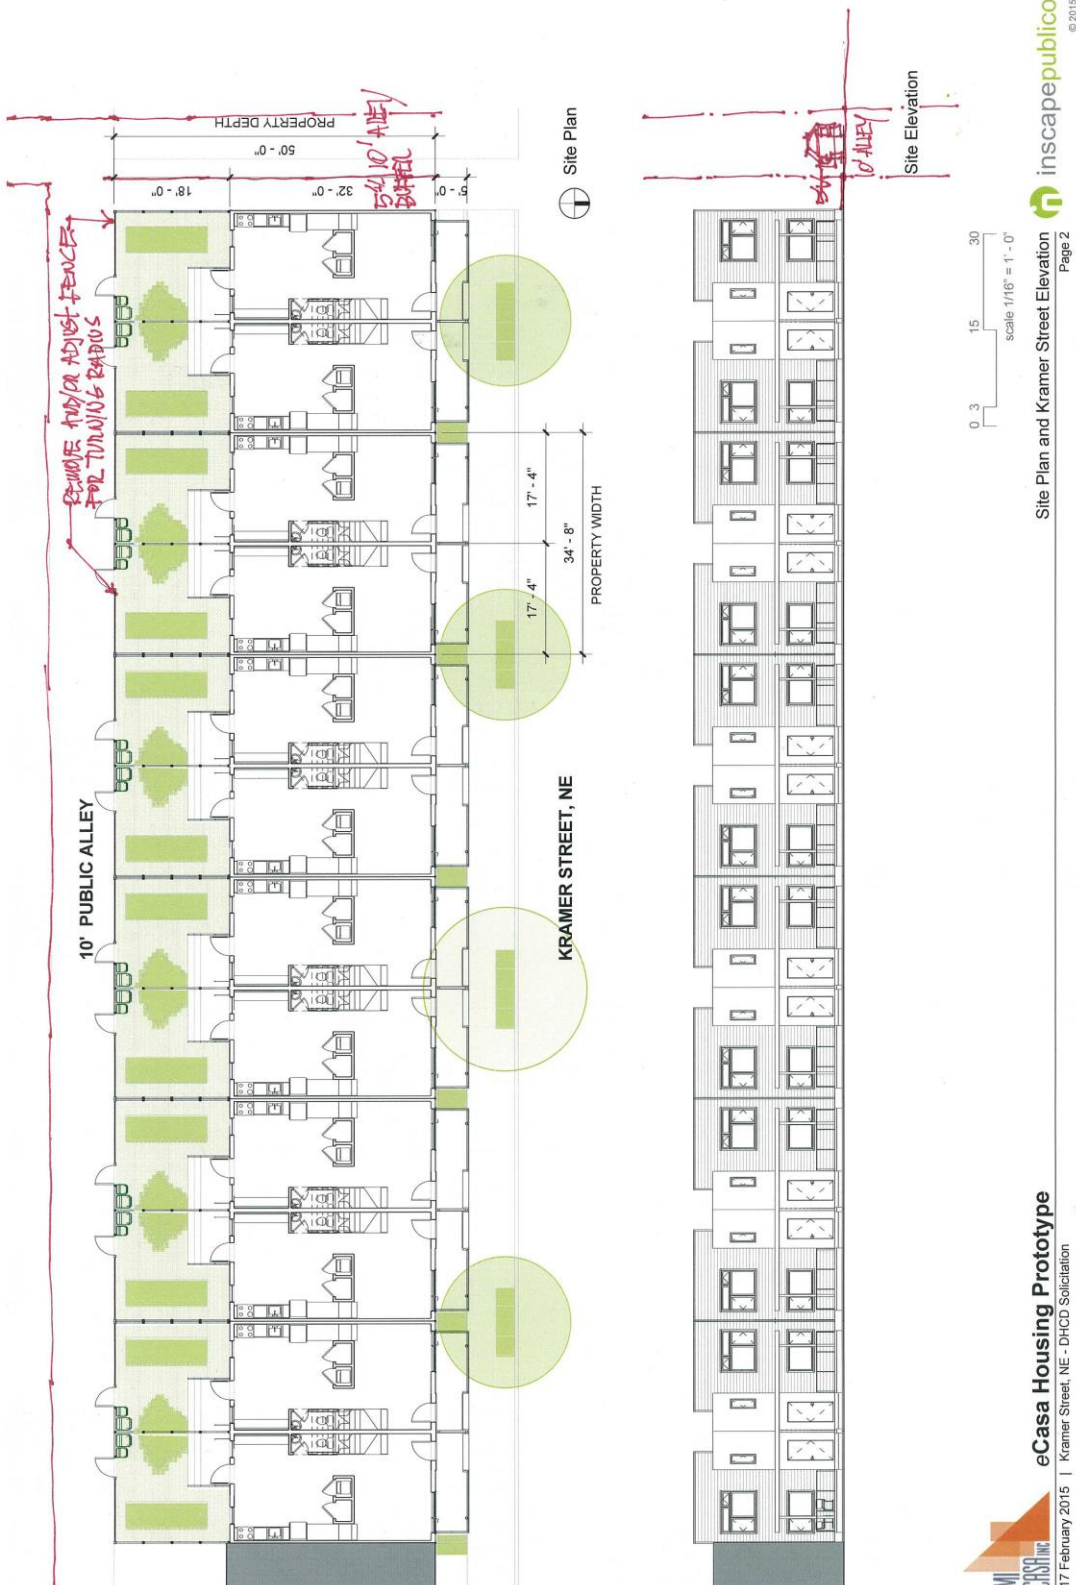 REMOVE AND/OR ADJUST FENCE
FOR TURNING RADIUS
10' PUBLIC ALLEY
18' - 0"
32' - 0"
5' - 0"
50' - 0"
PROPERTY DEPTH
10' ALLEY
BUFFER
Site Plan
17' - 4"
17' - 4"
34' - 8"
PROPERTY WIDTH
KRAMER STREET, NE
10' ALLEY
Site Elevation
0 3 15 30
scale 1/16" = 1' - 0"
MI
CASA INC
eCasa Housing Prototype
17 February 2015 | Kramer Street, NE - DHCD Solicitation
Site Plan and Kramer Street Elevation
Page 2
inscapepublico
© 2015